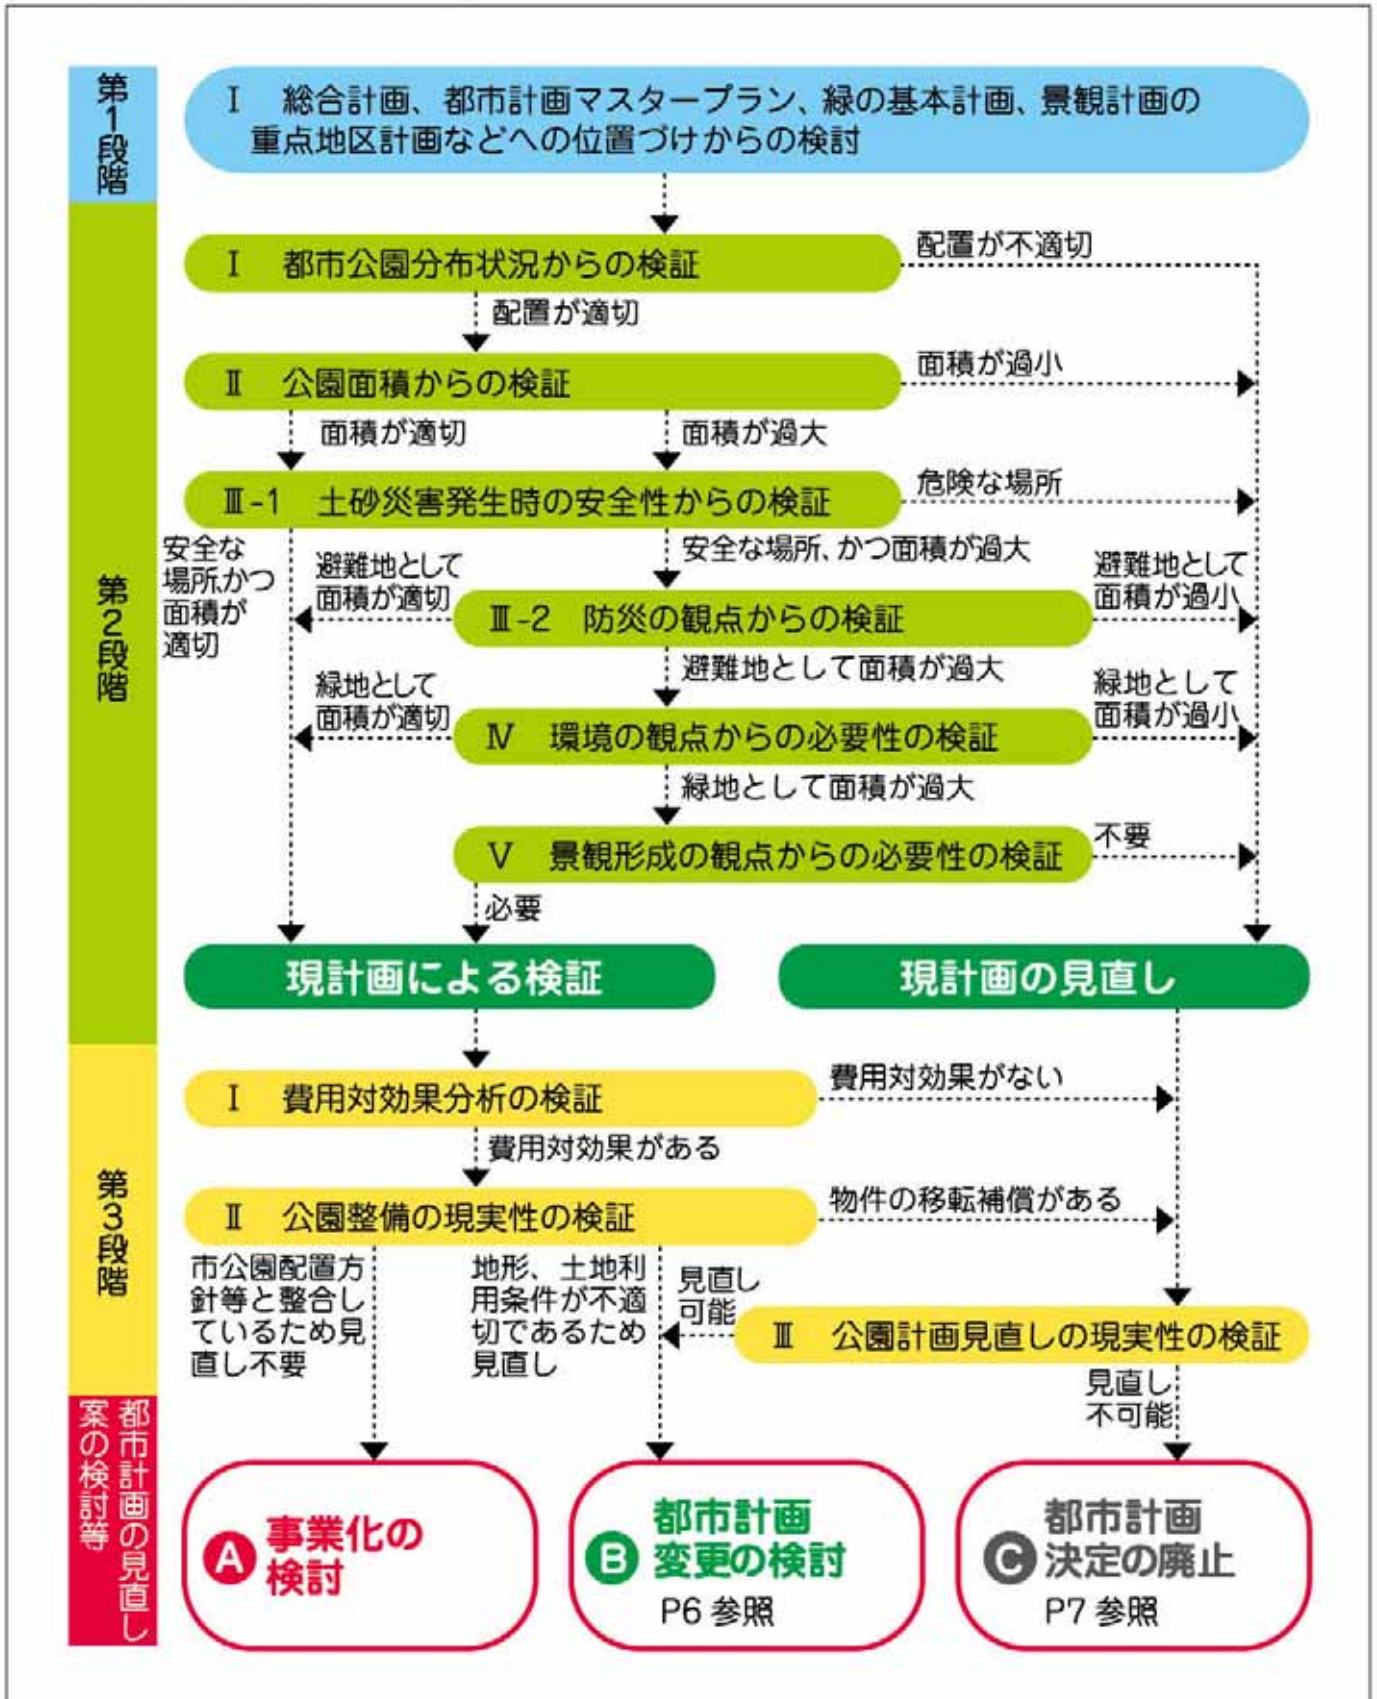 第1段階
Ⅰ 総合計画、都市計画マスタープラン、緑の基本計画、景観計画の
重点地区計画などへの位置づけからの検討
第2段階
Ⅰ 都市公園分布状況からの検証
配置が不適切
配置が適切
Ⅱ 公園面積からの検証
面積が過小
面積が適切
面積が過大
Ⅲ-1 土砂災害発生時の安全性からの検証
危険な場所
安全な
場所、かつ
面積が
適切
安全な場所、かつ面積が過大
避難地として
面積が適切
Ⅲ-2 防災の観点からの検証
避難地として
面積が過小
避難地として面積が過大
緑地として
面積が適切
Ⅳ 環境の観点からの必要性の検証
緑地として
面積が過小
緑地として面積が過大
Ⅴ 景観形成の観点からの必要性の検証
不要
必要
現計画による検証
現計画の見直し
第3段階
Ⅰ 費用対効果分析の検証
費用対効果がない
費用対効果がある
Ⅱ 公園整備の現実性の検証
物件の移転補償がある
市公園配置方
針等と整合し
ているため見
直し不要
地形、土地利
用条件が不適
切であるため
見直し
見直し
可能
Ⅲ 公園計画見直しの現実性の検証
見直し
不可能
都市計画の見直し
案の検討等
A 事業化の
検討
B 都市計画
変更の検討
P6 参照
C 都市計画
決定の廃止
P7 参照